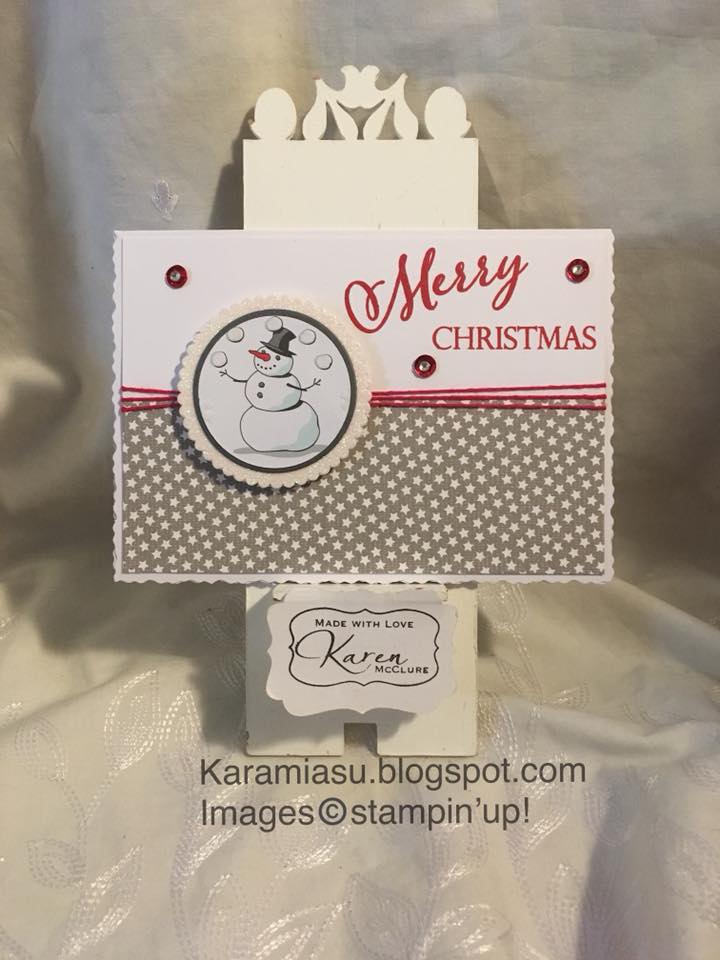 Merry
CHRISTMAS
MADE WITH LOVE
Karen
MCCLURE
Karamiasu.blogspot.com
Images©stampin'up!